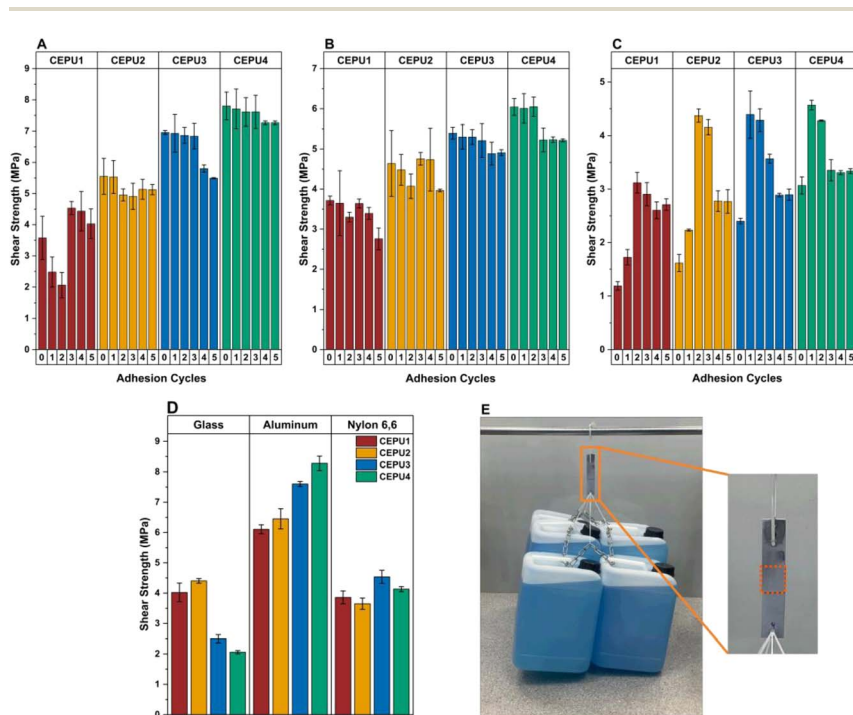 A
CEPU1 CEPU2 CEPU3 CEPU4
9
8
7
6
5
4
3
2
1
0
Shear Strength (MPa)
0 1 2 3 4 5 0 1 2 3 4 5 0 1 2 3 4 5 0 1 2 3 4 5
Adhesion Cycles
B
CEPU1 CEPU2 CEPU3 CEPU4
7
6
5
4
3
2
1
0
Shear Strength (MPa)
0 1 2 3 4 5 0 1 2 3 4 5 0 1 2 3 4 5 0 1 2 3 4 5
Adhesion Cycles
C
CEPU1 CEPU2 CEPU3 CEPU4
5
4
3
2
1
0
Shear Strength (MPa)
0 1 2 3 4 5 0 1 2 3 4 5 0 1 2 3 4 5 0 1 2 3 4 5
Adhesion Cycles
D
Glass Aluminum Nylon 6,6
9
8
7
6
5
4
3
2
1
0
Shear Strength (MPa)
CEPU1
CEPU2
CEPU3
CEPU4
E